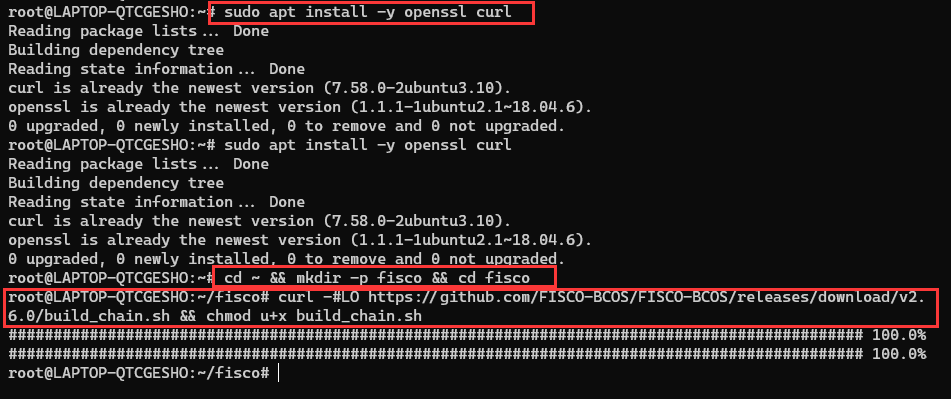 root@LAPTOP-QTCGESHO:~# sudo apt install -y openssl curl
Reading package lists... Done
Building dependency tree
Reading state information... Done
curl is already the newest version (7.58.0-2ubuntu3.10).
openssl is already the newest version (1.1.1-1ubuntu2.1~18.04.6).
0 upgraded, 0 newly installed, 0 to remove and 0 not upgraded.
root@LAPTOP-QTCGESHO:~# sudo apt install -y openssl curl
Reading package lists... Done
Building dependency tree
Reading state information... Done
curl is already the newest version (7.58.0-2ubuntu3.10).
openssl is already the newest version (1.1.1-1ubuntu2.1~18.04.6).
0 upgraded, 0 newly installed, 0 to remove and 0 not upgraded.
root@LAPTOP-QTCGESHO:~# cd ~ && mkdir -p fisco && cd fisco
root@LAPTOP-QTCGESHO:~/fisco# curl -#LO https://github.com/FISCO-BCOS/FISCO-BCOS/releases/download/v2.
6.0/build_chain.sh && chmod u+x build_chain.sh
############################################################################################### 100.0%
############################################################################################### 100.0%
root@LAPTOP-QTCGESHO:~/fisco#